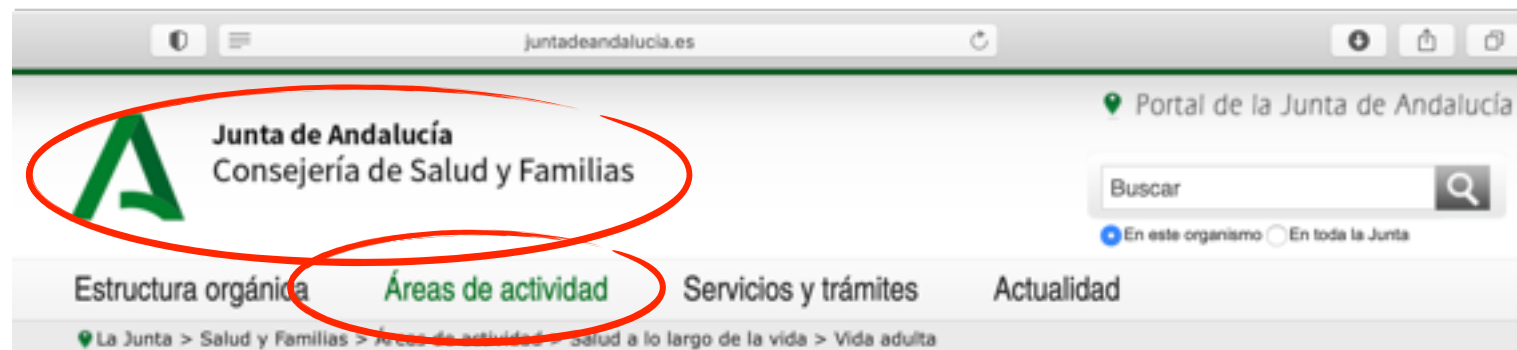 juntadeandalucia.es
Portal de la Junta de Andalucía
Junta de Andalucía
Consejería de Salud y Familias
Buscar
En este organismo En toda la Junta
Estructura orgánica Áreas de actividad Servicios y trámites Actualidad
La Junta > Salud y Familias > Áreas de actividad > Salud a lo largo de la vida > Vida adulta